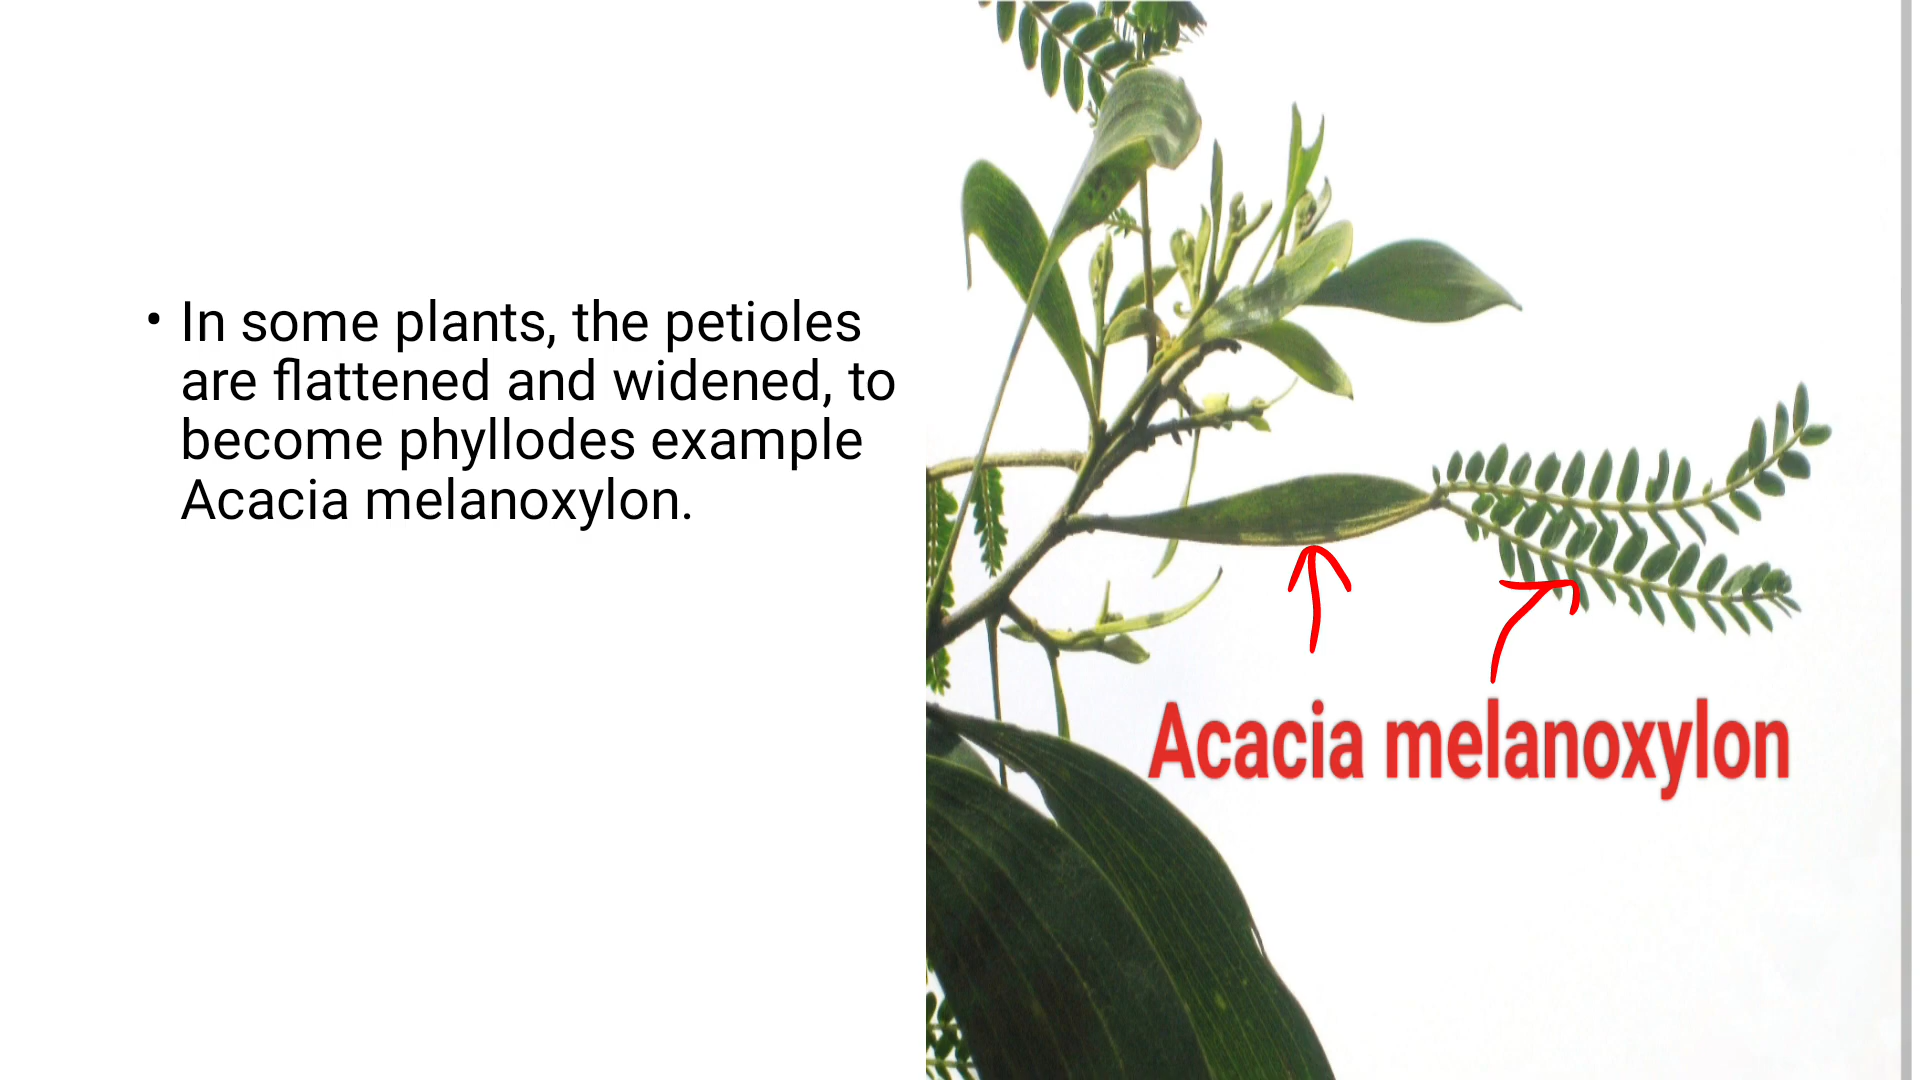 • In some plants, the petioles
are flattened and widened, to
become phyllodes example
Acacia melanoxylon.
Acacia melanoxylon